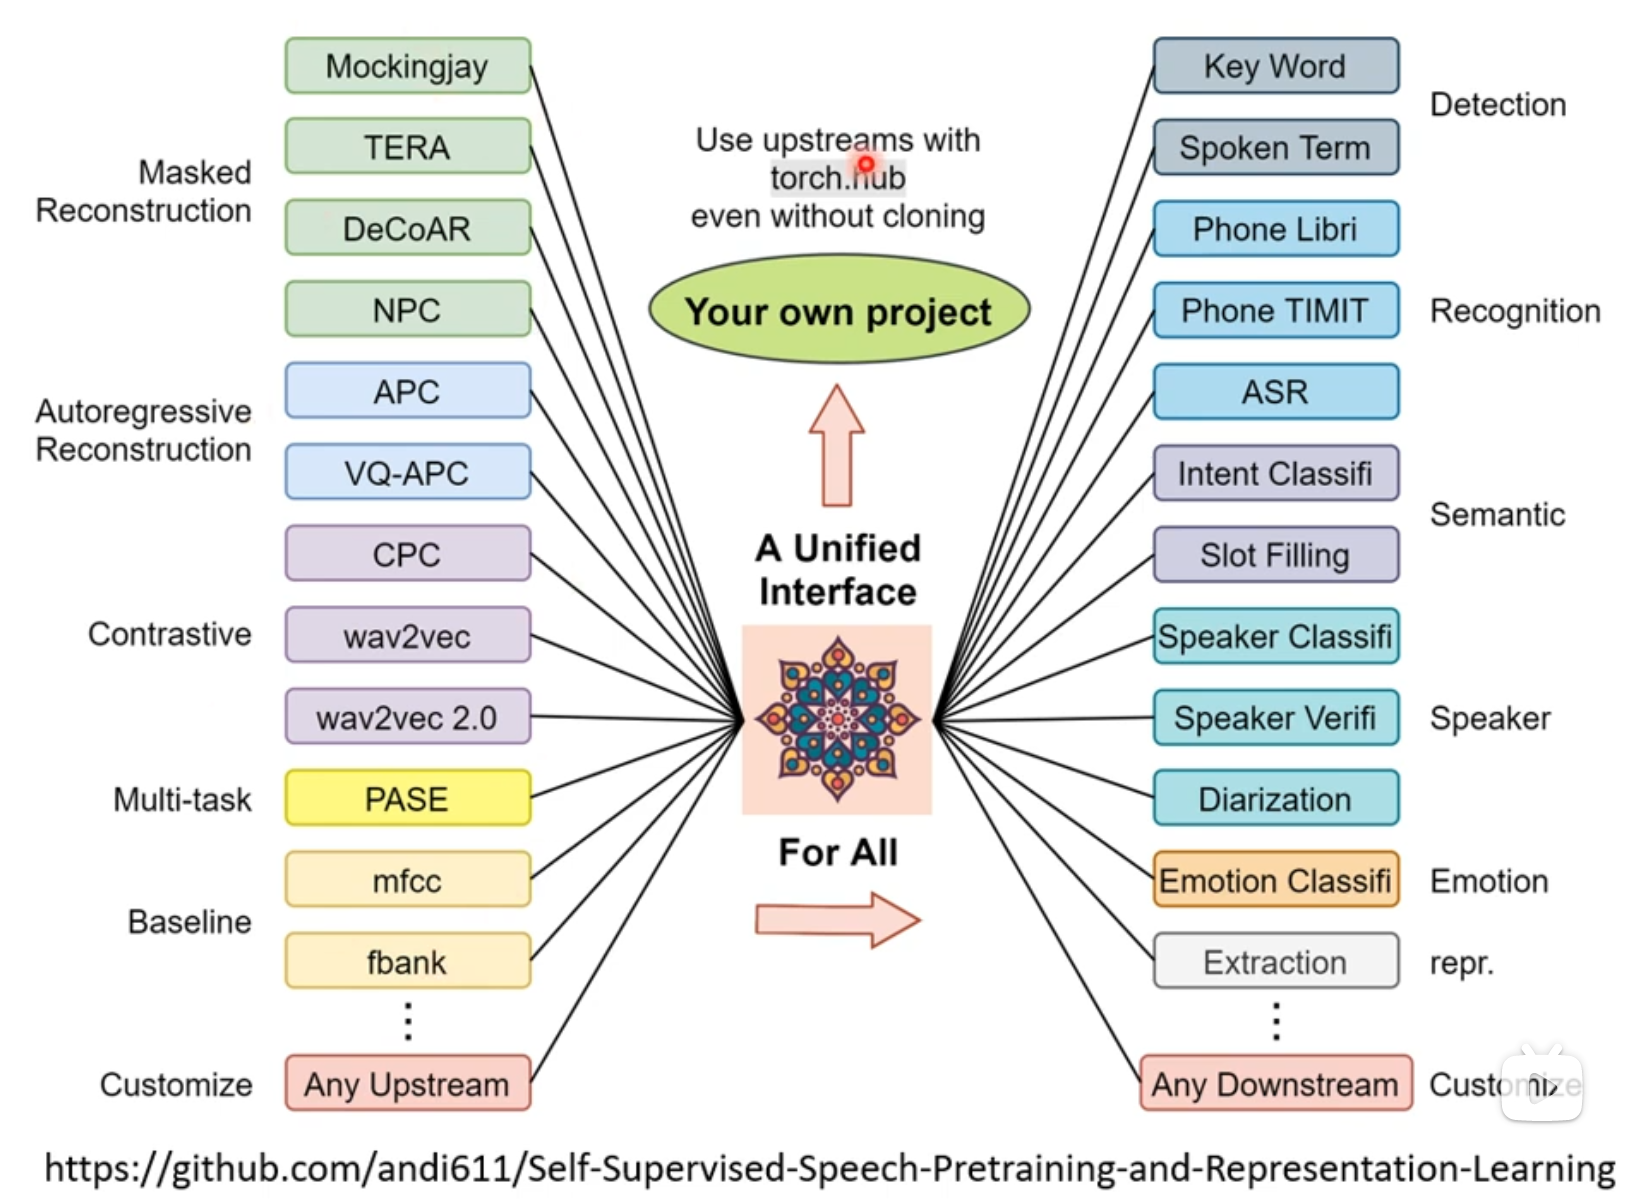 Mockingjay
TERA
Masked
Reconstruction
DeCoAR
NPC
APC
Autoregressive
Reconstruction
VQ-APC
CPC
Contrastive
wav2vec
wav2vec 2.0
Multi-task
PASE
mfcc
Baseline
fbank
Customize
Any Upstream
Use upstreams with
torch.hub
even without cloning
Your own project
A Unified
Interface
For All
Key Word
Detection
Spoken Term
Phone Libri
Phone TIMIT
Recognition
ASR
Intent Classifi
Semantic
Slot Filling
Speaker Classifi
Speaker Verifi
Speaker
Diarization
Emotion Classifi
Emotion
Extraction
repr.
Any Downstream
Customize
https://github.com/andi611/Self-Supervised-Speech-Pretraining-and-Representation-Learning